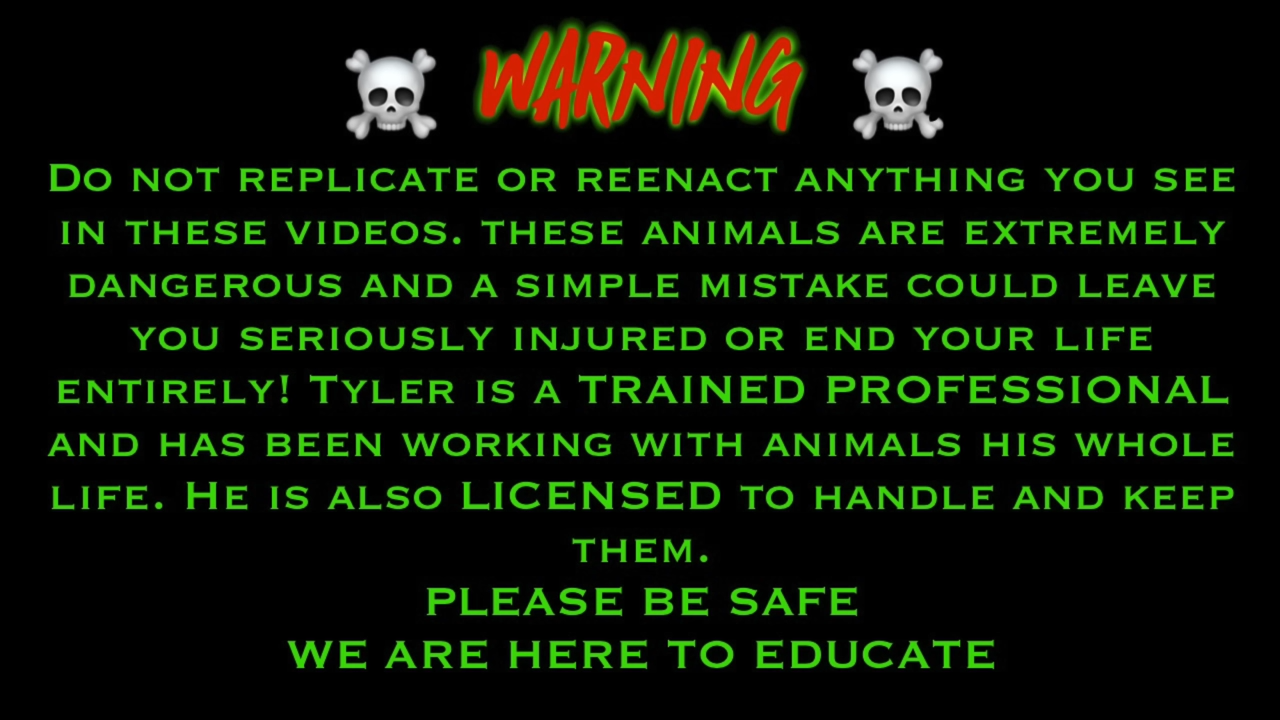 WARNING
Do not replicate or reenact anything you see
in these videos. these animals are extremely
dangerous and a simple mistake could leave
you seriously injured or end your life
entirely! Tyler is a TRAINED PROFESSIONAL
and has been working with animals his whole
life. He is also LICENSED to handle and keep
them.
PLEASE BE SAFE
WE ARE HERE TO EDUCATE